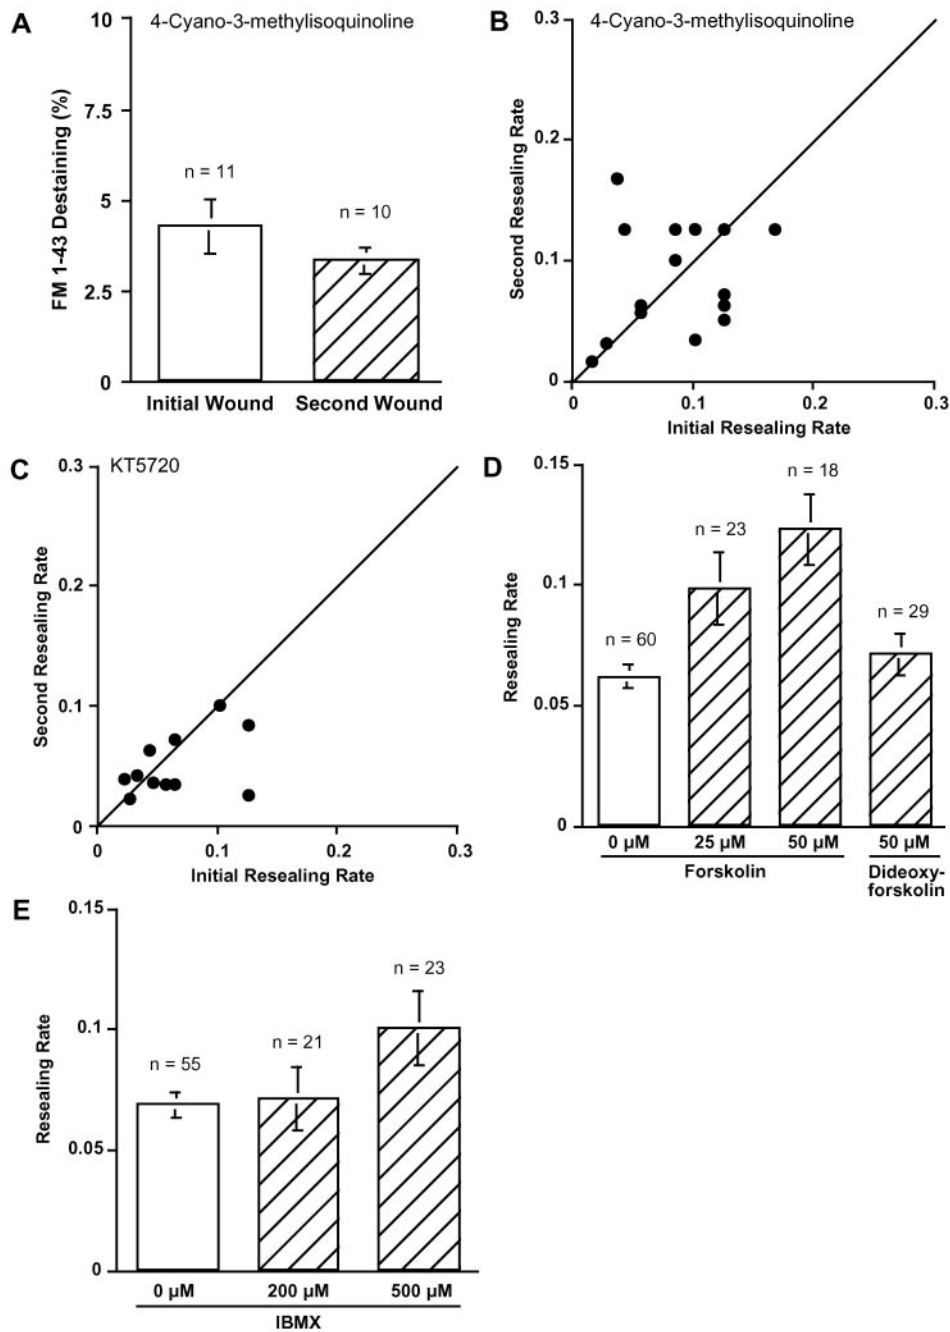 A
4-Cyano-3-methylisoquinoline
10
7.5
5
2.5
0
FM 1-43 Destaining (%)
n = 11
n = 10
Initial Wound
Second Wound
B
4-Cyano-3-methylisoquinoline
0.3
0.2
0.1
0
Second Resealing Rate
0
0.1
0.2
0.3
Initial Resealing Rate
C
KT5720
0.3
0.2
0.1
0
Second Resealing Rate
0
0.1
0.2
0.3
Initial Resealing Rate
D
0.15
0.1
0.05
0
Resealing Rate
n = 60
n = 23
n = 18
n = 29
0 µM
25 µM
50 µM
50 µM
Forskolin
Dideoxy-
forskolin
E
0.15
0.1
0.05
0
Resealing Rate
n = 55
n = 21
n = 23
0 µM
200 µM
500 µM
IBMX